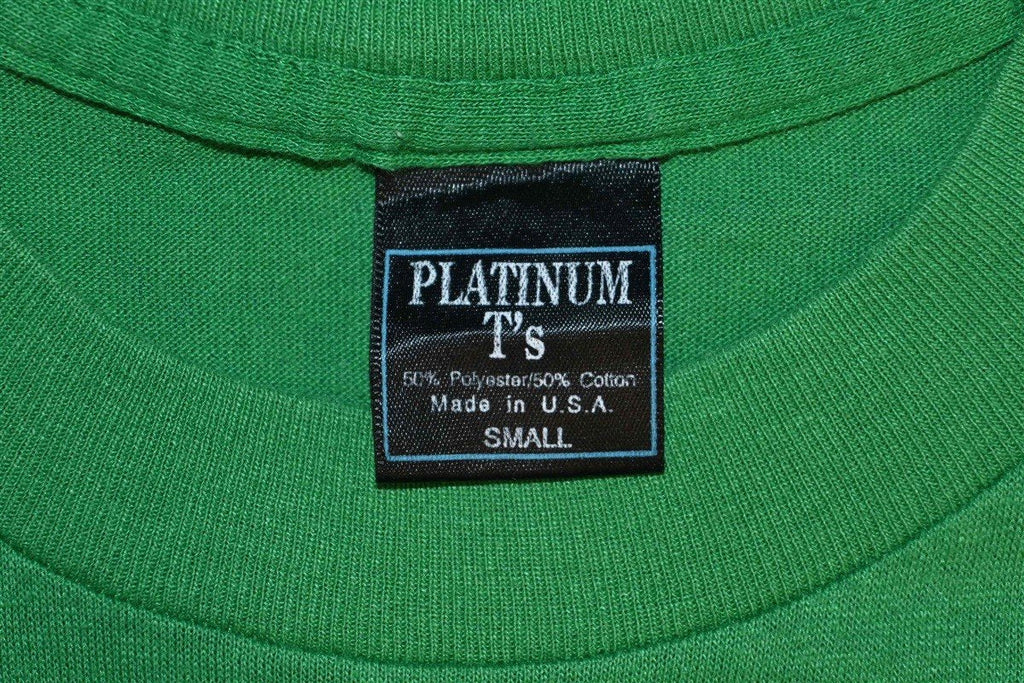 PLATINUM
T's
50% Polyester/50% Cotton
Made in U.S.A.
SMALL